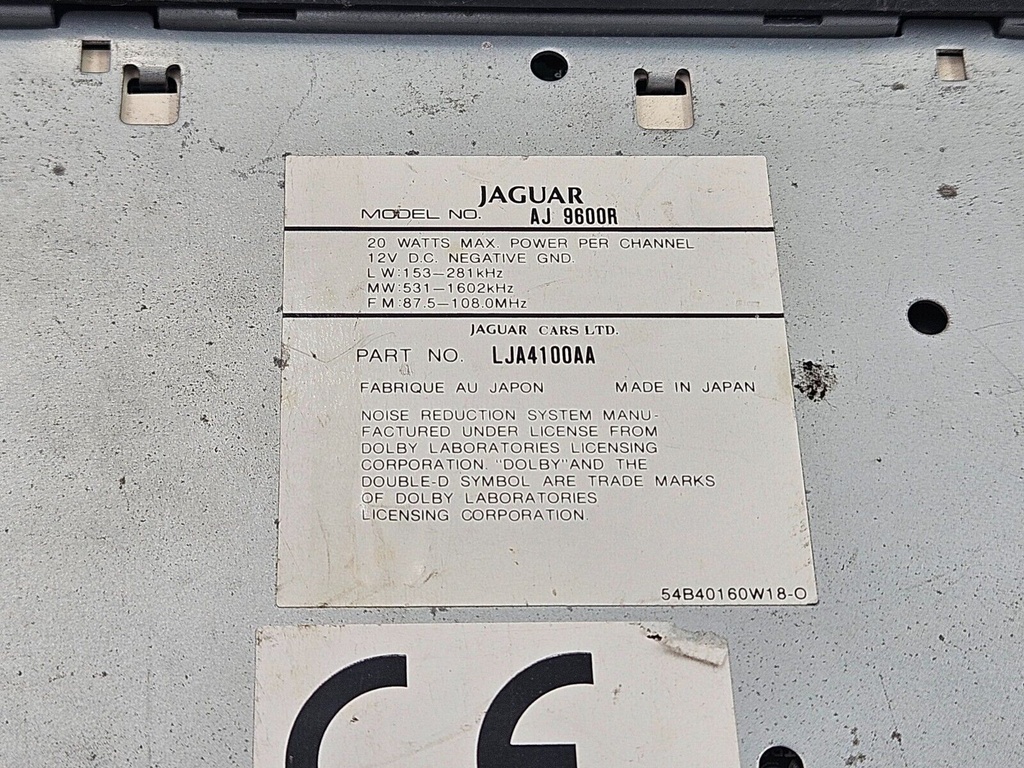 JAGUAR
MODEL NO. AJ 9600R
20 WATTS MAX. POWER PER CHANNEL
12V D.C. NEGATIVE GND.
LW:153–281kHz
MW:531–1602kHz
FM:87.5–108.0MHz
JAGUAR CARS LTD.
PART NO. LJA4100AA
FABRIQUE AU JAPON MADE IN JAPAN
NOISE REDUCTION SYSTEM MANU-
FACTURED UNDER LICENSE FROM
DOLBY LABORATORIES LICENSING
CORPORATION. "DOLBY"AND THE
DOUBLE-D SYMBOL ARE TRADE MARKS
OF DOLBY LABORATORIES
LICENSING CORPORATION.
54B40160W18-O
CE